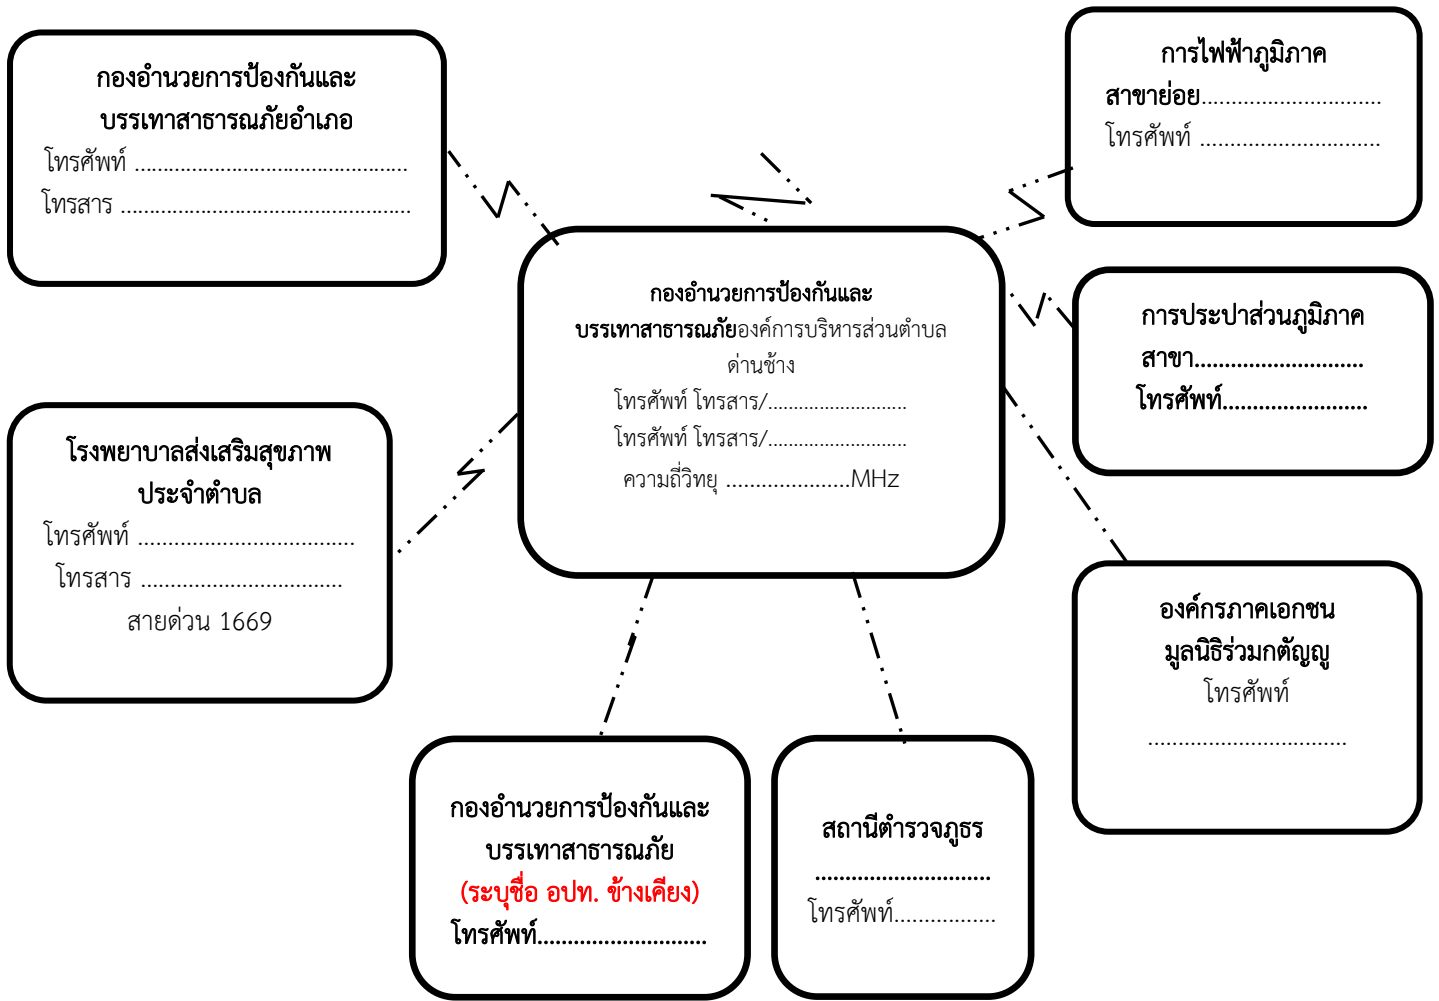 กองอำนวยการป้องกันและ
บรรเทาสาธารณภัยอำเภอ
โทรศัพท์ ................................................
โทรสาร ..................................................
การไฟฟ้าภูมิภาค
สาขาย่อย..............................
โทรศัพท์ ..............................
กองอำนวยการป้องกันและ
บรรเทาสาธารณภัยองค์การบริหารส่วนตำบล
ด่านช้าง
โทรศัพท์ โทรสาร/...........................
โทรศัพท์ โทรสาร/...........................
ความถี่วิทยุ .....................MHz
การประปาส่วนภูมิภาค
สาขา............................
โทรศัพท์........................
โรงพยาบาลส่งเสริมสุขภาพ
ประจำตำบล
โทรศัพท์ ....................................
โทรสาร ..................................
สายด่วน 1669
องค์กรภาคเอกชน
มูลนิธิร่วมกตัญญู
โทรศัพท์
.................................
กองอำนวยการป้องกันและ
บรรเทาสาธารณภัย
(ระบุชื่อ อปท. ข้างเคียง)
โทรศัพท์............................
สถานีตำรวจภูธร
.............................
โทรศัพท์.................